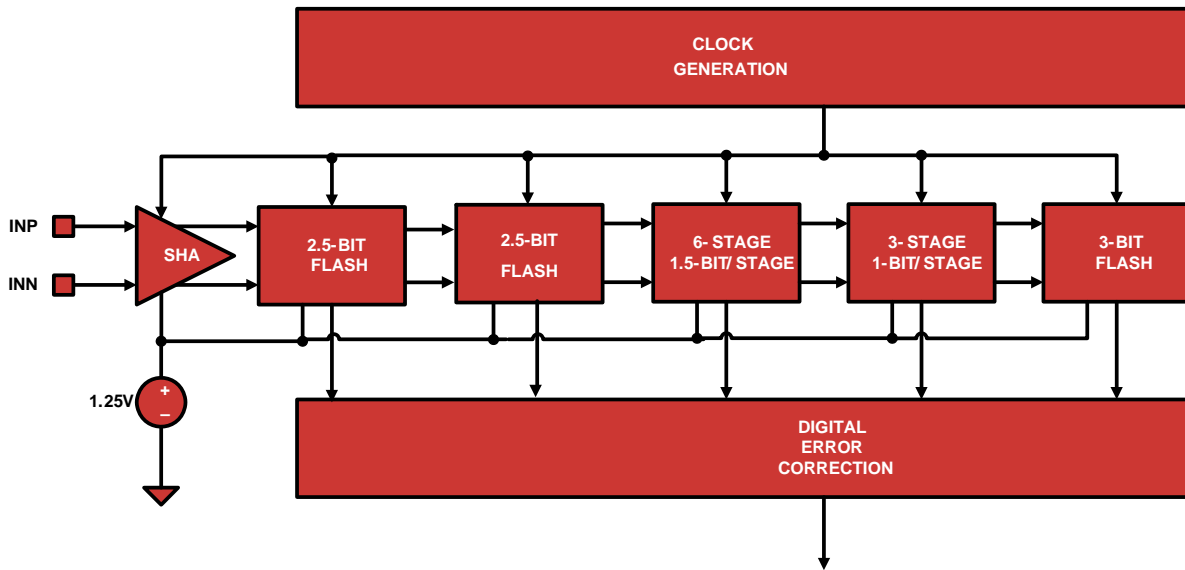 CLOCK
GENERATION
INP
INN
SHA
2.5-BIT
FLASH
2.5-BIT
FLASH
6- STAGE
1.5-BIT/ STAGE
3- STAGE
1-BIT/ STAGE
3-BIT
FLASH
1.25V
+
–
DIGITAL
ERROR
CORRECTION